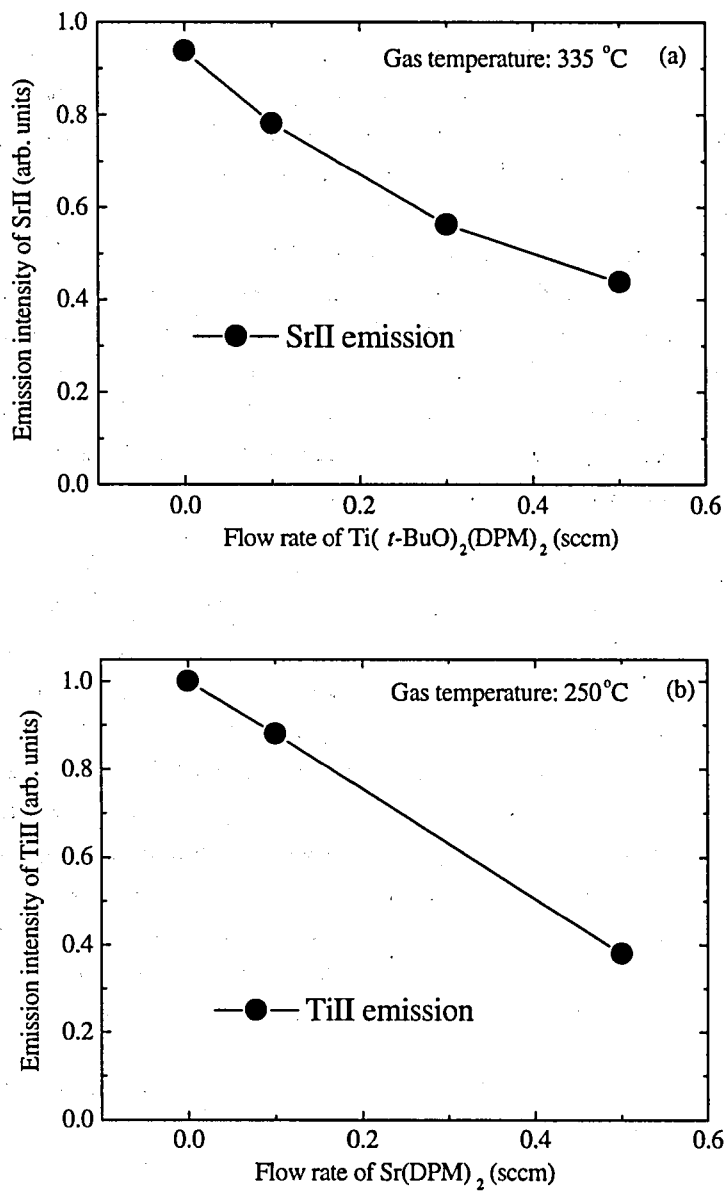 1.0
Gas temperature: 335 °C (a)
0.8
0.6
0.4
SrII emission
0.2
0.0
0.0 0.2 0.4 0.6
Emission intensity of SrII (arb. units)
Flow rate of Ti( t-BuO)₂(DPM)₂ (sccm)
1.0
Gas temperature: 250°C (b)
0.8
0.6
0.4
TiII emission
0.2
0.0
0.0 0.2 0.4 0.6
Emission intensity of TiII (arb. units)
Flow rate of Sr(DPM)₂ (sccm)